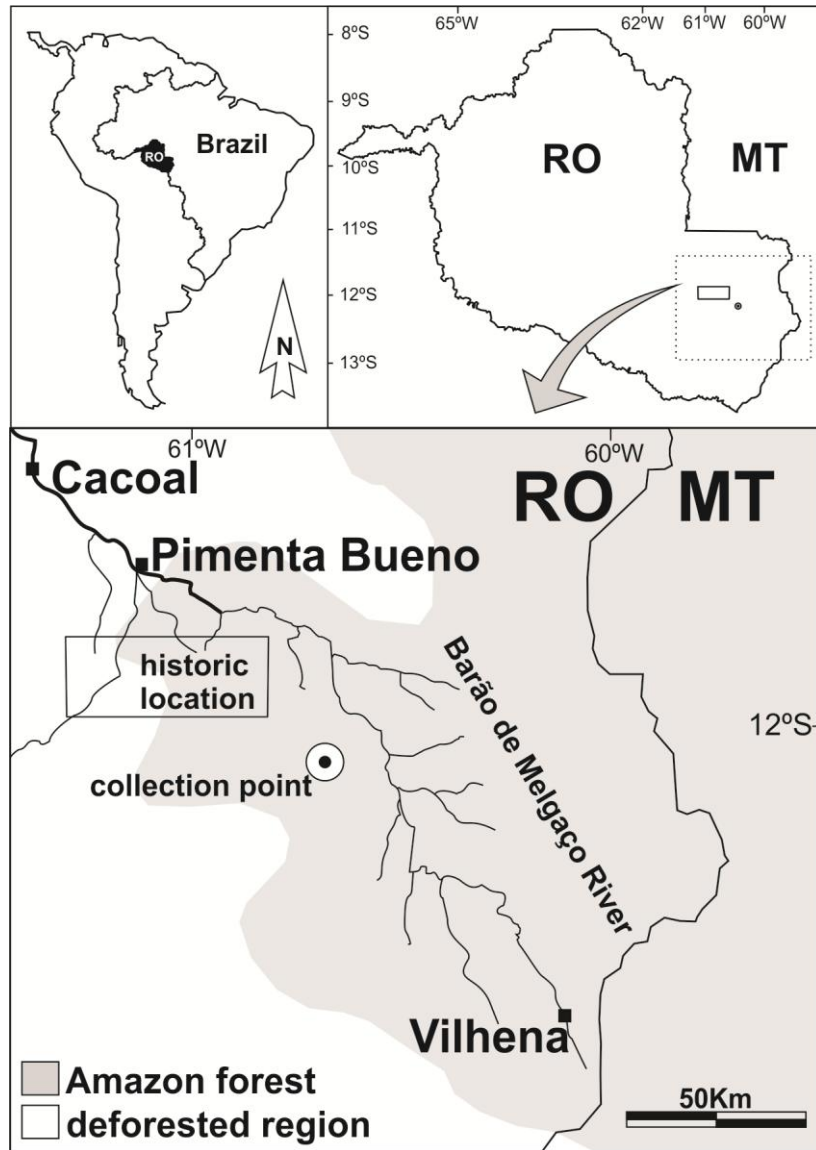 65ºW
62ºW
61ºW
60ºW
8ºS
9ºS
10ºS
11ºS
12ºS
13ºS
Brazil
RO
N
RO
MT
61ºW
60ºW
Cacoal
RO
MT
Pimenta Bueno
historic
location
Barão de Melgaço River
12ºS
collection point
Vilhena
Amazon forest
deforested region
50Km